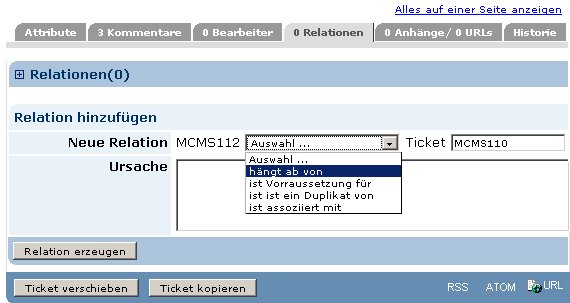 Alles auf einer Seite anzeigen
Attribute 3 Kommentare 0 Bearbeiter 0 Relationen 0 Anhänge/ 0 URLs Historie
Relationen(0)
Relation hinzufügen
Neue Relation MCMS112 Auswahl ... Ticket MCMS110
Ursache
Auswahl ...
hängt ab von
ist Vorraussetzung für
ist ist ein Duplikat von
ist assoziiert mit
Relation erzeugen
Ticket verschieben Ticket kopieren RSS ATOM URL